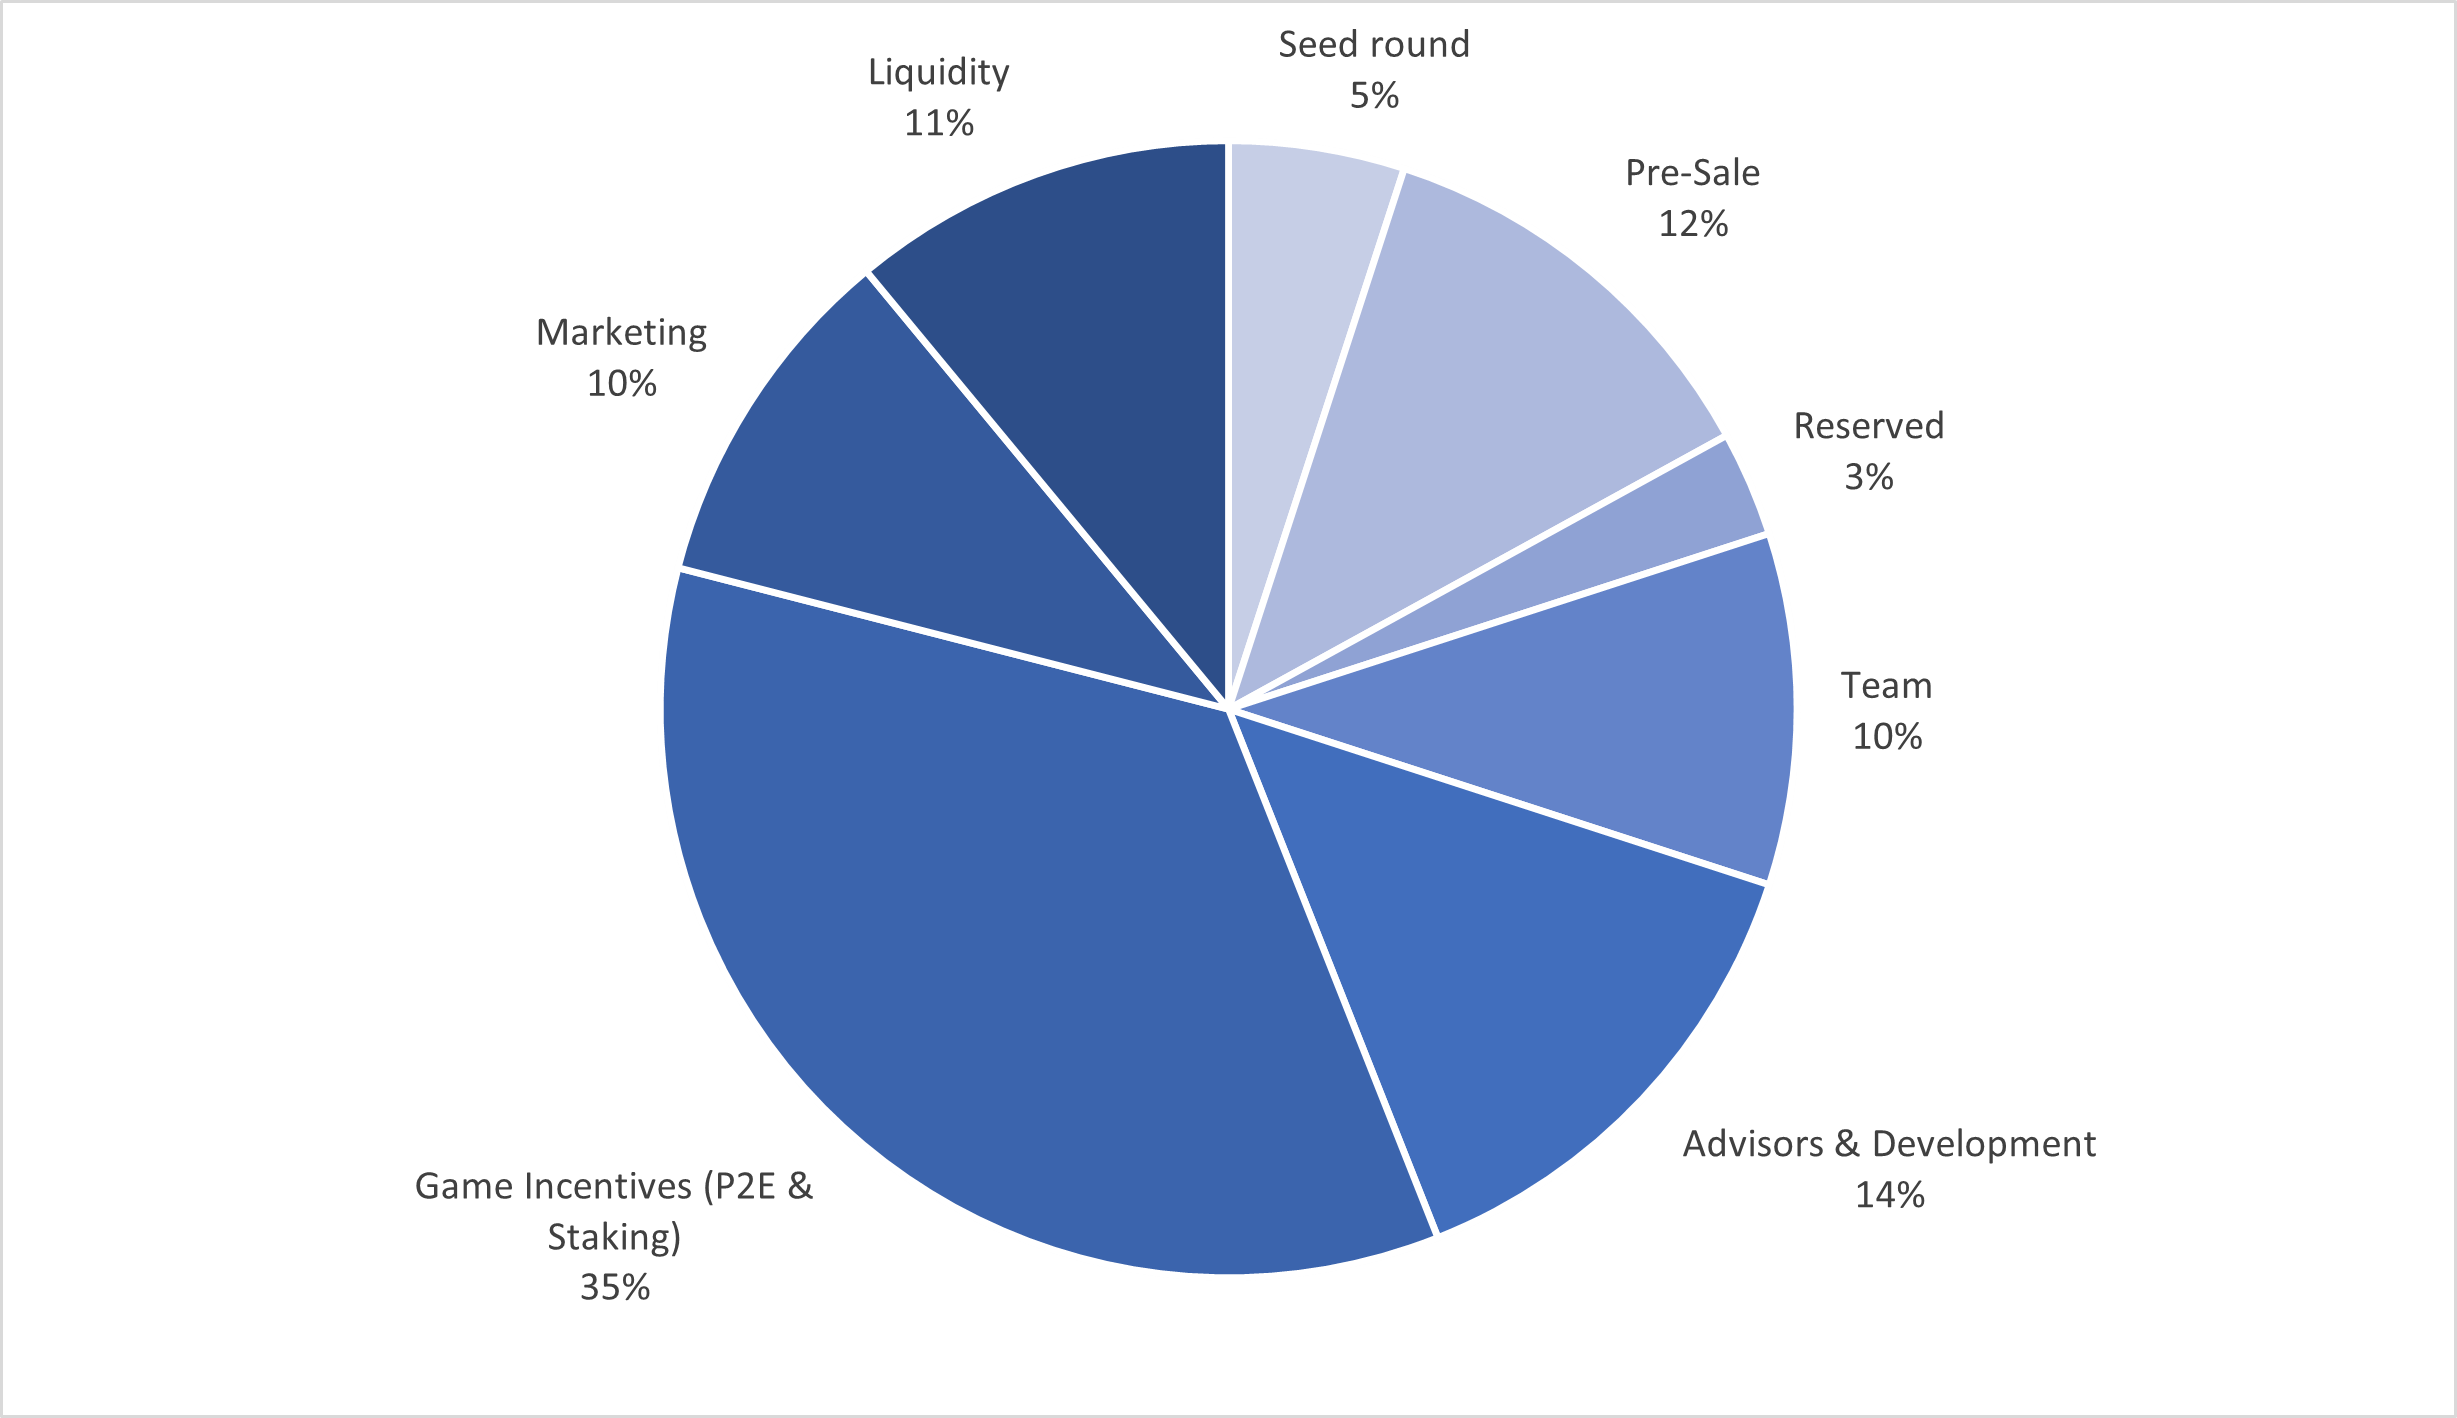 Seed round
5%
Pre-Sale
12%
Reserved
3%
Team
10%
Advisors & Development
14%
Game Incentives (P2E &
Staking)
35%
Marketing
10%
Liquidity
11%